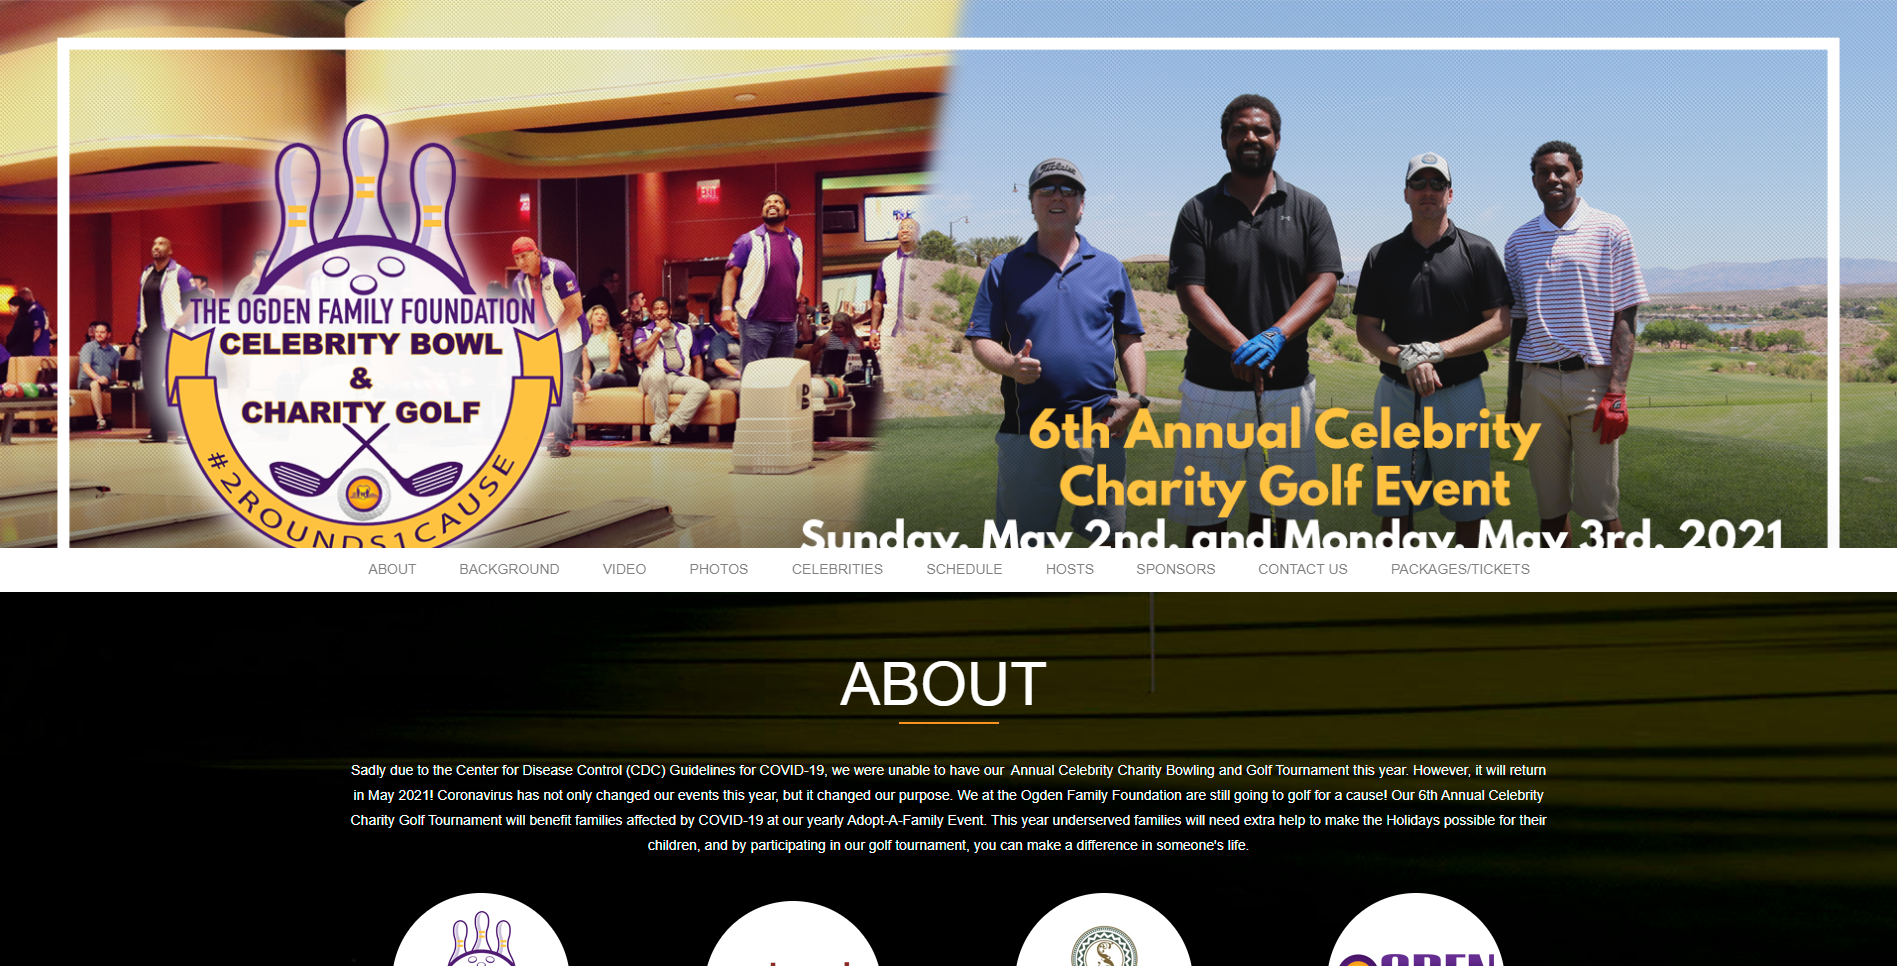 THE OGDEN FAMILY FOUNDATION
CELEBRITY BOWL
&
CHARITY GOLF
#2ROUNDS1CAUSE
EXIT
Titleist
6th Annual Celebrity
Charity Golf Event
Sunday, May 2nd, and Monday, May 3rd, 2021
ABOUT BACKGROUND VIDEO PHOTOS CELEBRITIES SCHEDULE HOSTS SPONSORS CONTACT US PACKAGES/TICKETS
ABOUT
Sadly due to the Center for Disease Control (CDC) Guidelines for COVID-19, we were unable to have our Annual Celebrity Charity Bowling and Golf Tournament this year. However, it will return
in May 2021! Coronavirus has not only changed our events this year, but it changed our purpose. We at the Ogden Family Foundation are still going to golf for a cause! Our 6th Annual Celebrity
Charity Golf Tournament will benefit families affected by COVID-19 at our yearly Adopt-A-Family Event. This year underserved families will need extra help to make the Holidays possible for their
children, and by participating in our golf tournament, you can make a difference in someone's life.
OGDEN